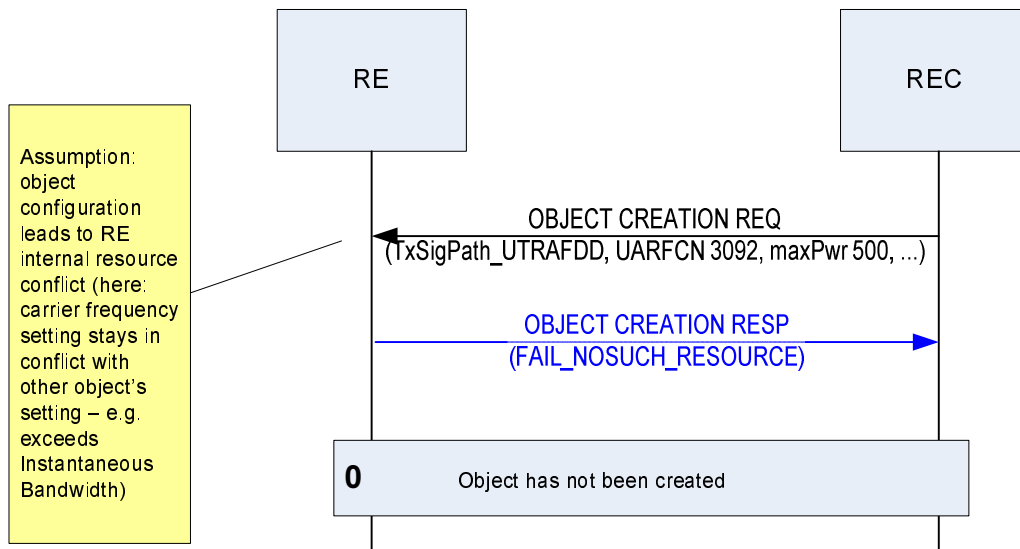 RE
REC
Assumption:
object
configuration
leads to RE
internal resource
conflict (here:
carrier frequency
setting stays in
conflict with
other object's
setting – e.g.
exceeds
Instantaneous
Bandwidth)
OBJECT CREATION REQ
(TxSigPath_UTRAFDD, UARFCN 3092, maxPwr 500, ...)
OBJECT CREATION RESP
(FAIL_NOSUCH_RESOURCE)
0 Object has not been created